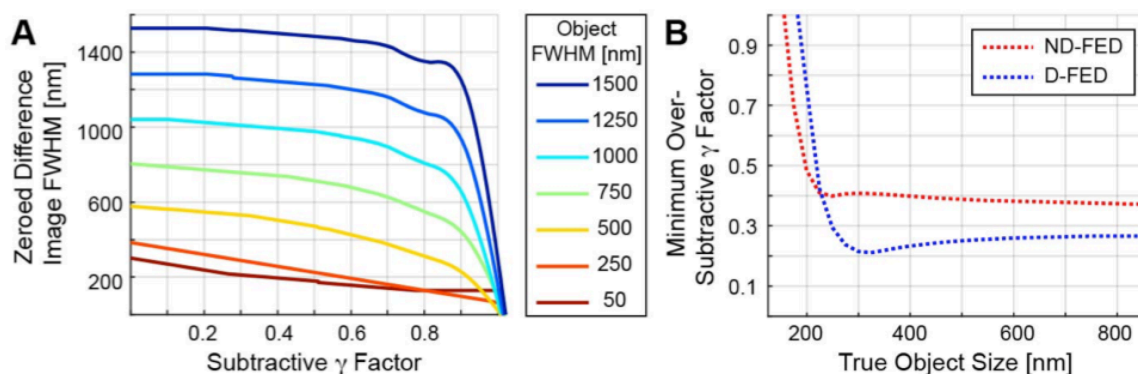 A
Zeroed Difference
Image FWHM [nm]
1400
1000
600
200
0.2 0.4 0.6 0.8
Subtractive γ Factor
Object
FWHM [nm]
1500
1250
1000
750
500
250
50
B
Minimum Over-
Subtractive γ Factor
0.9
0.7
0.5
0.3
0.1
200 400 600 800
True Object Size [nm]
ND-FED
D-FED